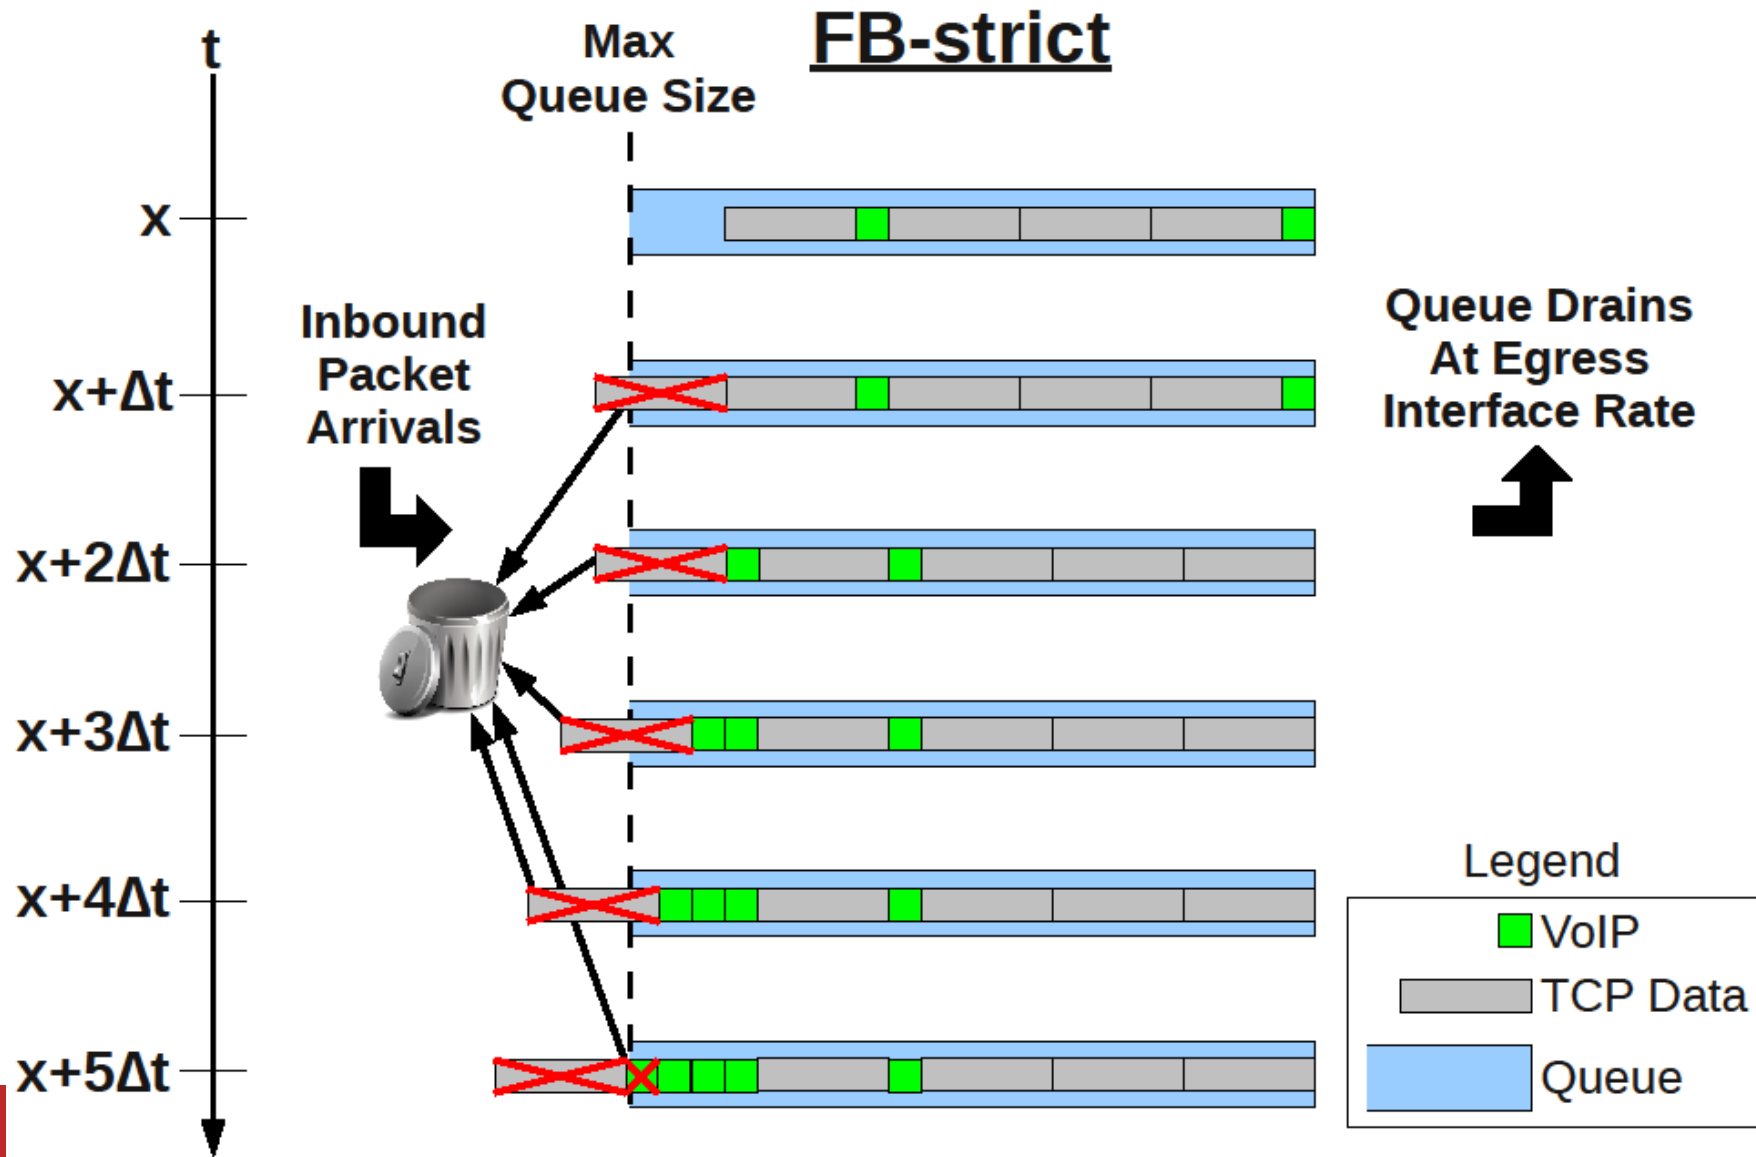 FB-strict
t
Max
Queue Size
x
x+Δt
x+2Δt
x+3Δt
x+4Δt
x+5Δt
Inbound
Packet
Arrivals
Queue Drains
At Egress
Interface Rate
Legend
VoIP
TCP Data
Queue